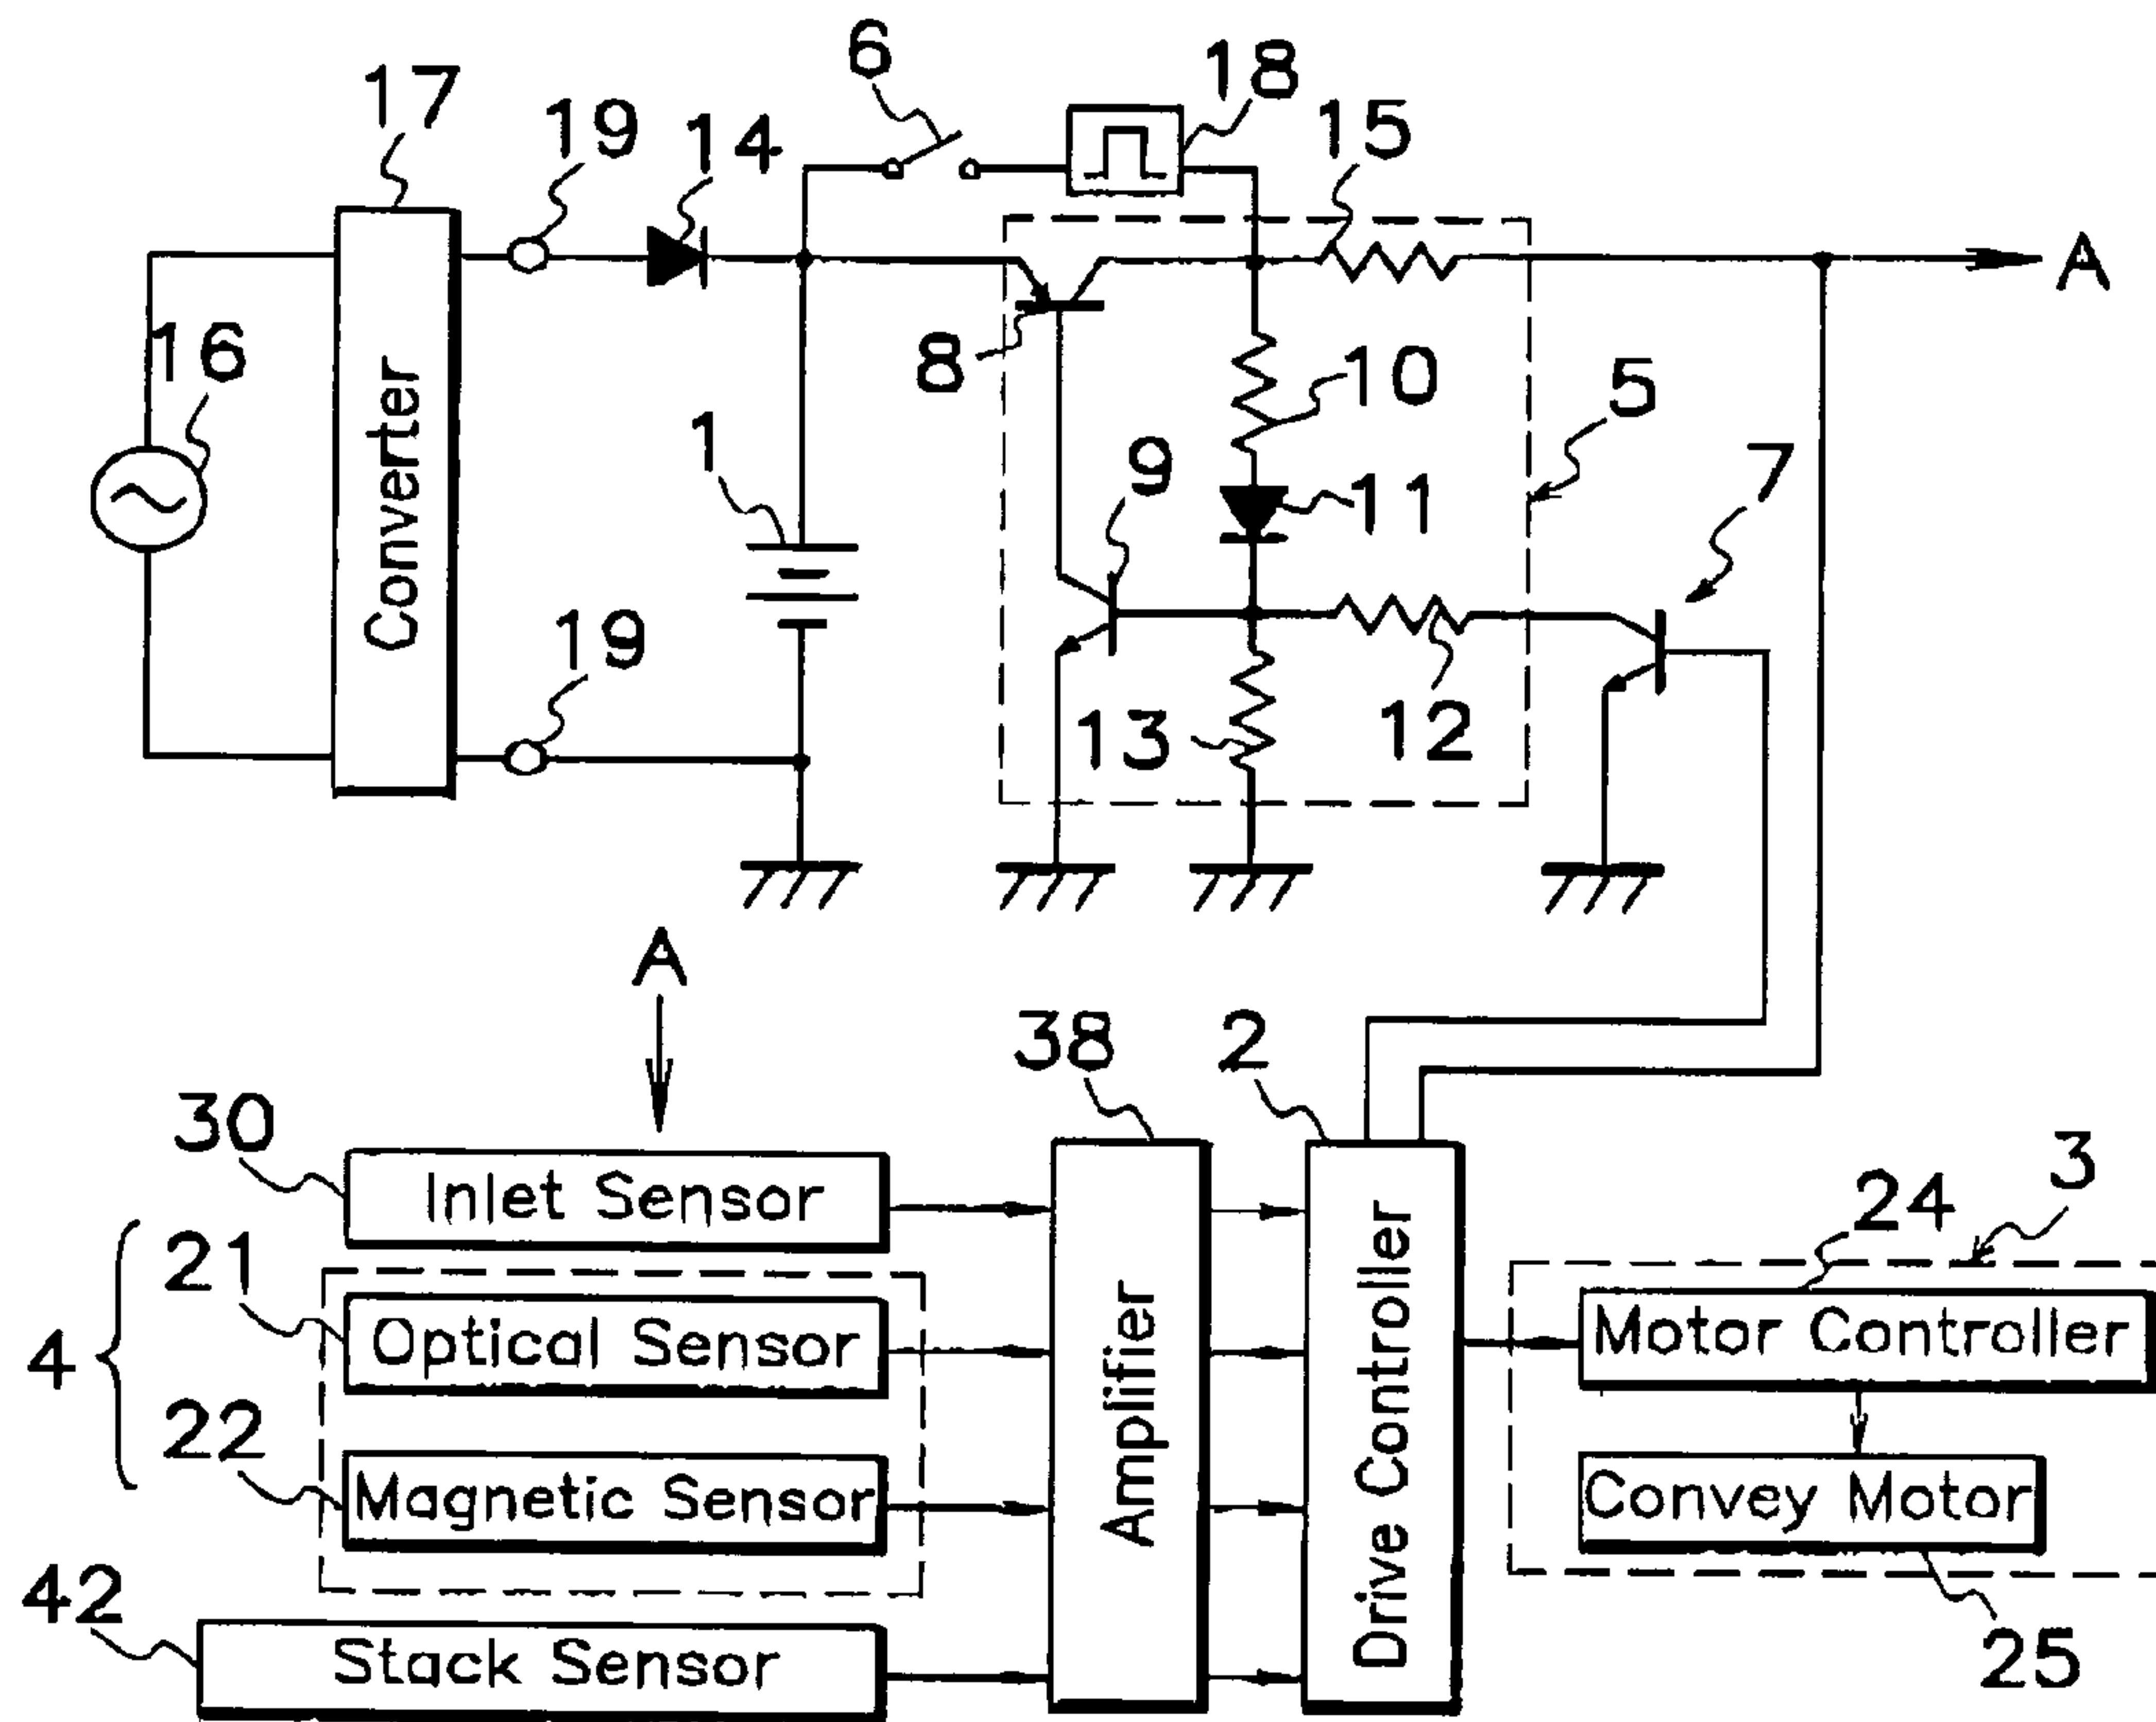 6
18
17
19
14
15
A
16
8
10
5
1
9
11
7
Converter
19
13
12
A
38
2
30
Inlet Sensor
3
24
21
Optical Sensor
Motor Controller
4
22
Magnetic Sensor
Amplifier
Drive Controller
Convey Motor
42
Stack Sensor
25